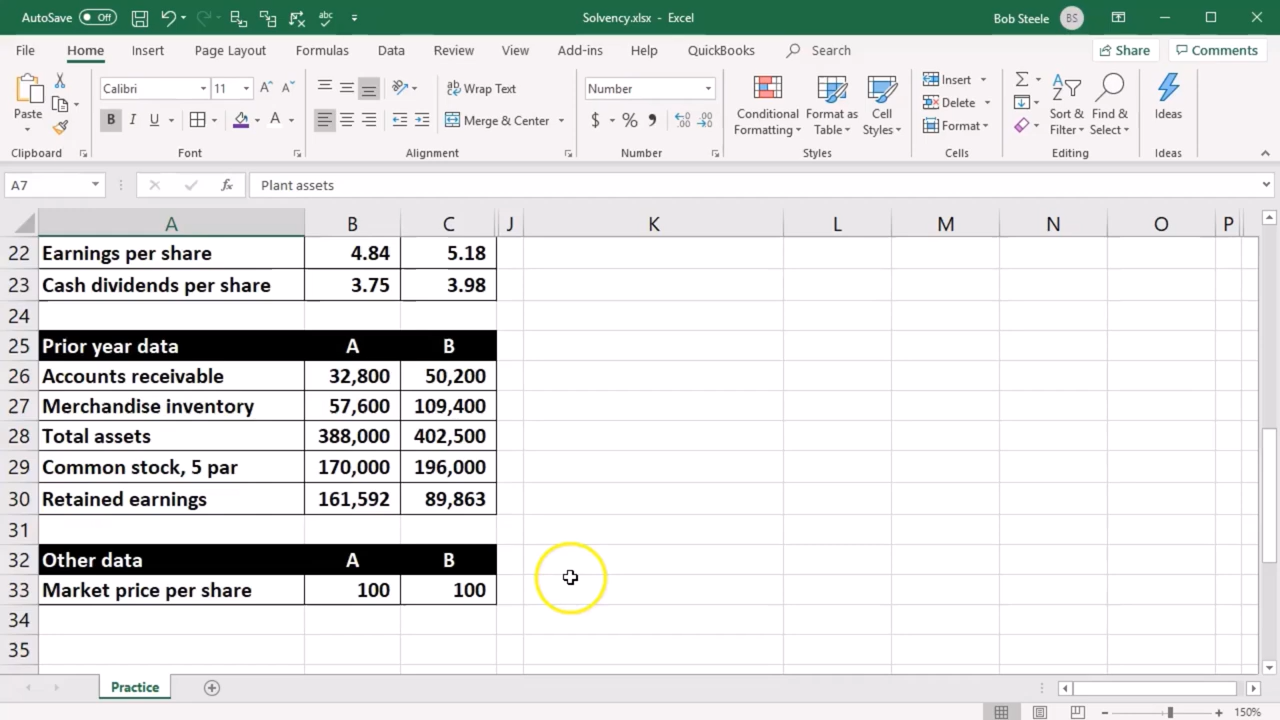 AutoSave Off Solvency.xlsx - Excel Bob Steele BS
File Home Insert Page Layout Formulas Data Review View Add-ins Help QuickBooks Search Share Comments
Paste Calibri 11 A^ A˅ ab Wrap Text Number Conditional Formatting Format as Table Cell Styles Insert Σ Sort & Filter Find & Select Ideas
B I U A Merge & Center $ % , Delete
Format
Clipboard Font Alignment Number Styles Cells Editing Ideas
A7 fx Plant assets
A B C J K L M N O P
22 Earnings per share 4.84 5.18
23 Cash dividends per share 3.75 3.98
24
25 Prior year data A B
26 Accounts receivable 32,800 50,200
27 Merchandise inventory 57,600 109,400
28 Total assets 388,000 402,500
29 Common stock, 5 par 170,000 196,000
30 Retained earnings 161,592 89,863
31
32 Other data A B
33 Market price per share 100 100
34
35
Practice
150%